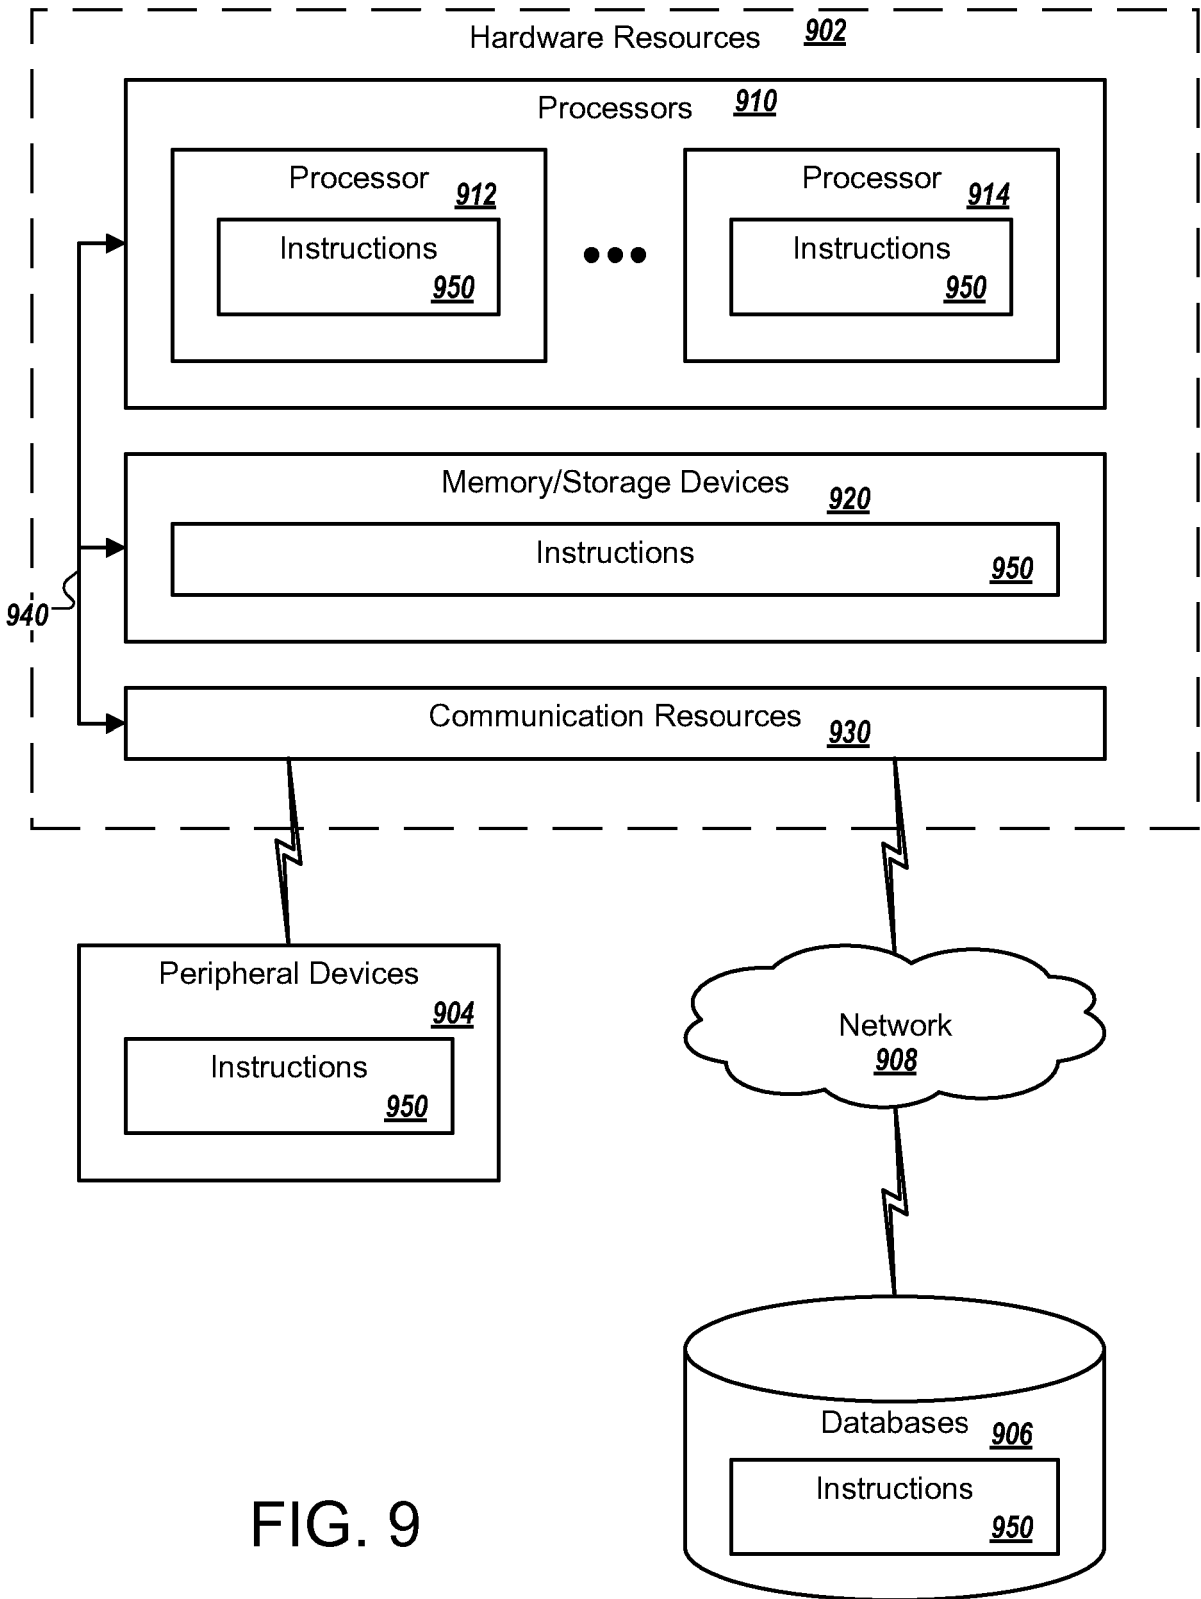 Hardware Resources 902
Processors 910
Processor 912
Instructions
950
Processor 914
Instructions
950
Memory/Storage Devices 920
Instructions
950
940
Communication Resources 930
Peripheral Devices
904
Instructions
950
Network
908
Databases 906
Instructions
950
FIG. 9